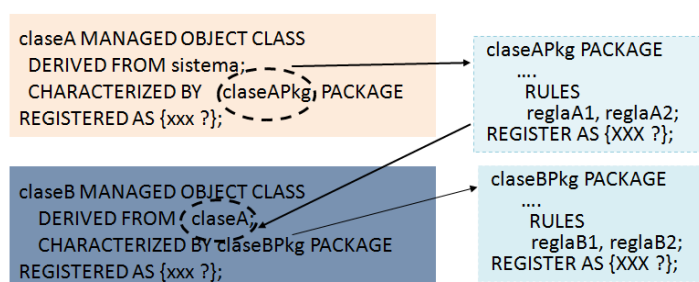 claseA MANAGED OBJECT CLASS
DERIVED FROM sistema;
CHARACTERIZED BY claseAPkg, PACKAGE
REGISTERED AS {xxx ?};
claseAPkg PACKAGE
....
RULES
reglaA1, reglaA2;
REGISTER AS {XXX ?};
claseB MANAGED OBJECT CLASS
DERIVED FROM claseA;
CHARACTERIZED BY claseBPkg PACKAGE
REGISTERED AS {xxx ?};
claseBPkg PACKAGE
....
RULES
reglaB1, reglaB2;
REGISTER AS {XXX ?};